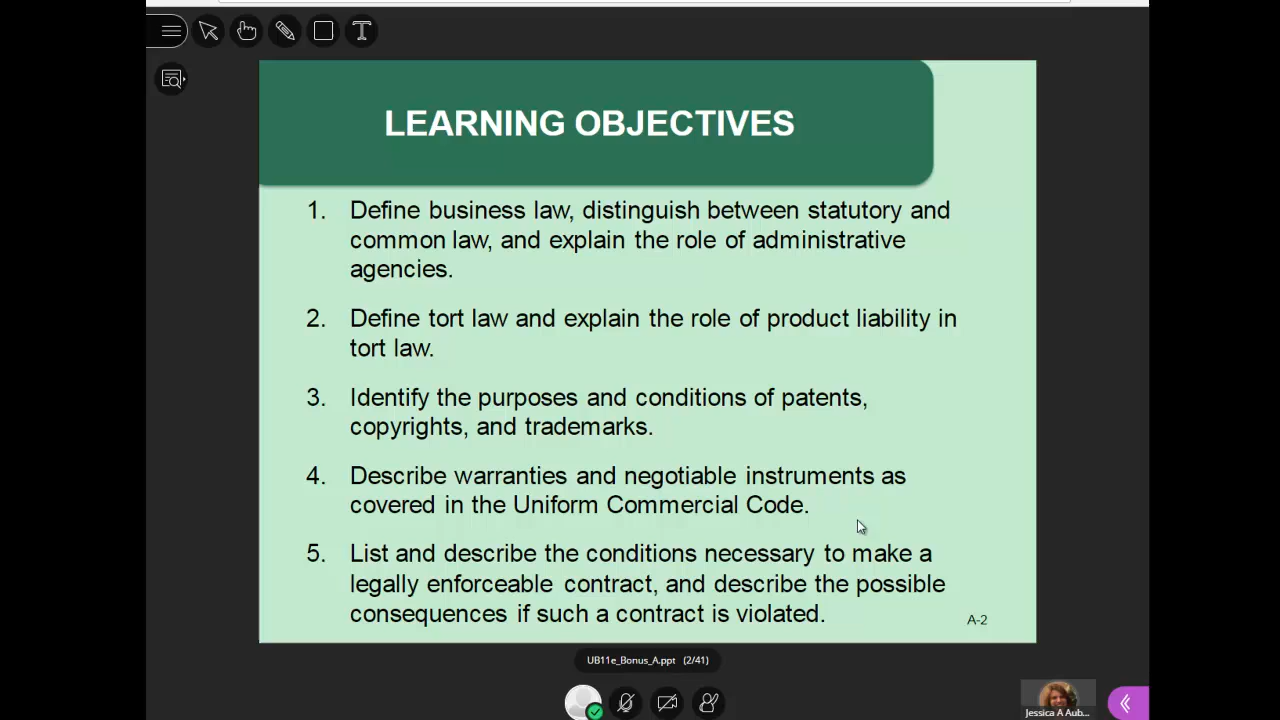 T
LEARNING OBJECTIVES
1. Define business law, distinguish between statutory and
common law, and explain the role of administrative
agencies.
2. Define tort law and explain the role of product liability in
tort law.
3. Identify the purposes and conditions of patents,
copyrights, and trademarks.
4. Describe warranties and negotiable instruments as
covered in the Uniform Commercial Code.
5. List and describe the conditions necessary to make a
legally enforceable contract, and describe the possible
consequences if such a contract is violated.
A-2
UB11e_Bonus_A.ppt (2/41)
Jessica A Aub...